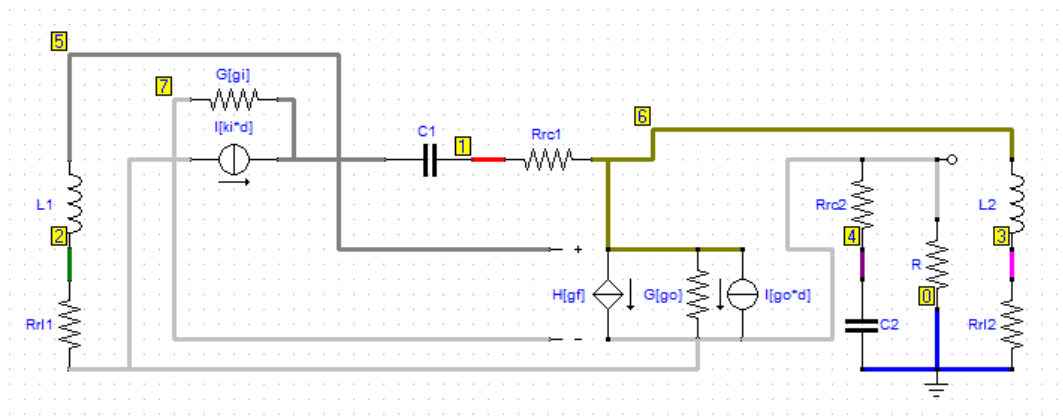 5
G[gi]
7
I[ki*d]
C1
1
Rrc1
6
L1
2
Rrl1
+
H[gf]
G[go]
I[go*d]
−
Rrc2
4
C2
R
0
L2
3
Rrl2